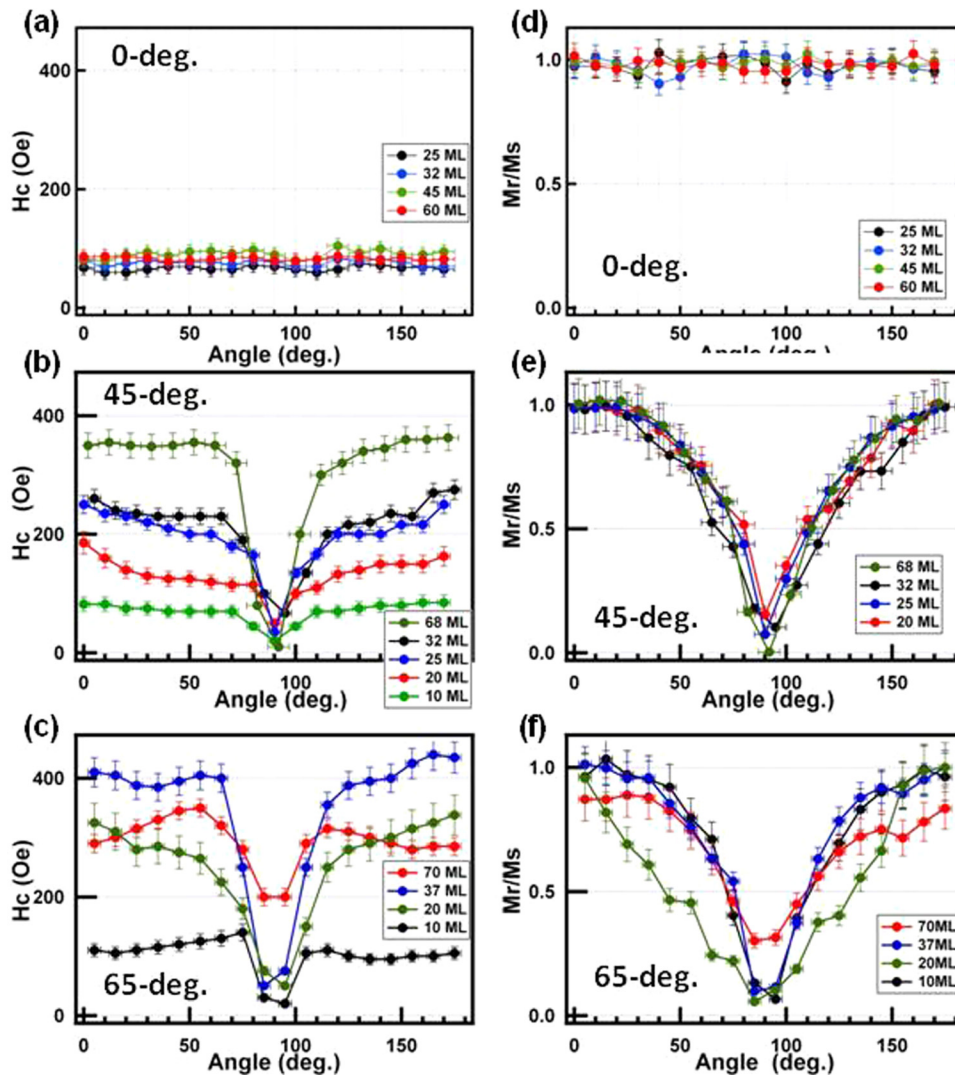 (a)
0-deg.
Hc (Oe)
400
200
0
25 ML
32 ML
45 ML
60 ML
0 50 100 150
Angle (deg.)
(d)
0-deg.
Mr/Ms
1.0
0.5
1.0
25 ML
32 ML
45 ML
60 ML
0 50 100 150
Angle (deg.)
(b)
45-deg.
Hc (Oe)
400
200
0
68 ML
32 ML
25 ML
20 ML
10 ML
0 50 100 150
Angle (deg.)
(e)
45-deg.
Mr/Ms
1.0
0.5
1.0
68 ML
32 ML
25 ML
20 ML
0 50 100 150
Angle (deg.)
(c)
65-deg.
Hc (Oe)
400
200
0
70 ML
37 ML
20 ML
10 ML
0 50 100 150
Angle (deg.)
(f)
65-deg.
Mr/Ms
1.0
0.5
1.0
70ML
37ML
20ML
10ML
0 50 100 150
Angle (deg.)